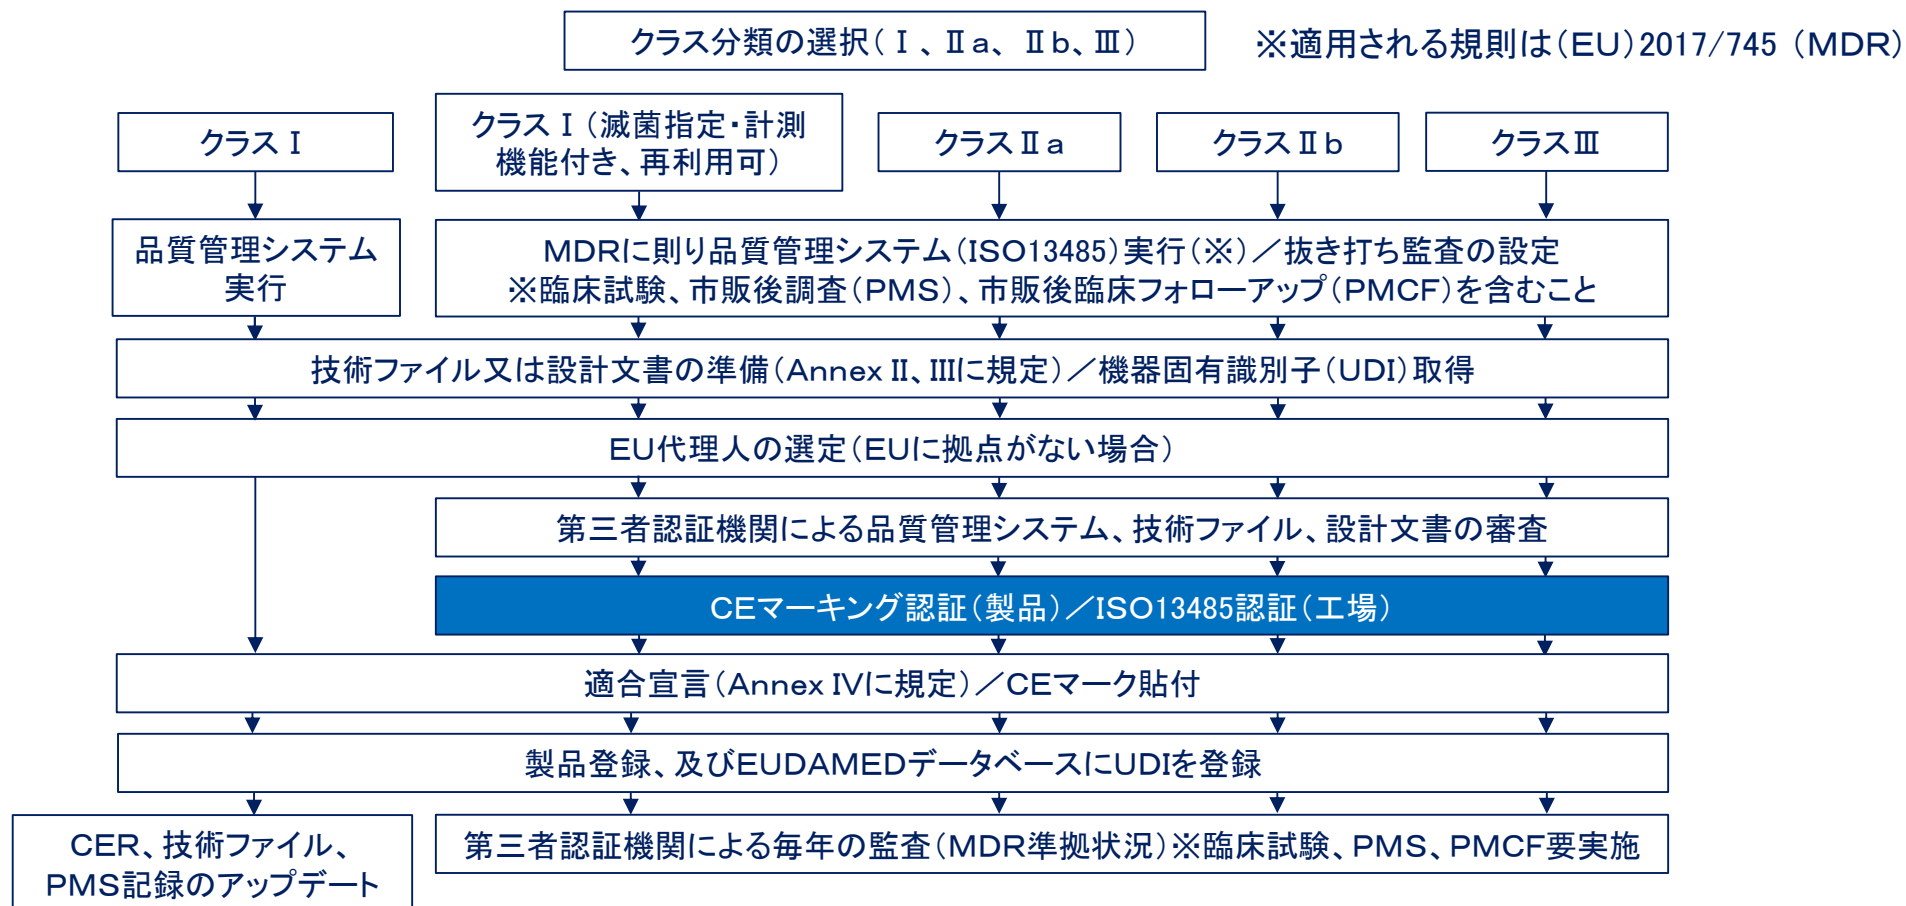 クラス分類の選択(Ⅰ、Ⅱa、Ⅱb、Ⅲ)
※適用される規則は(EU)2017/745 (MDR)
クラスⅠ
クラスⅠ(滅菌指定・計測
機能付き、再利用可)
クラスⅡa
クラスⅡb
クラスⅢ
品質管理システム
実行
MDRに則り品質管理システム(ISO13485)実行(※)/抜き打ち監査の設定
※臨床試験、市販後調査(PMS)、市販後臨床フォローアップ(PMCF)を含むこと
技術ファイル又は設計文書の準備(Annex II、IIIに規定)/機器固有識別子(UDI)取得
EU代理人の選定(EUに拠点がない場合)
第三者認証機関による品質管理システム、技術ファイル、設計文書の審査
CEマーキング認証(製品)/ISO13485認証(工場)
適合宣言(Annex IVに規定)/CEマーク貼付
製品登録、及びEUDAMEDデータベースにUDIを登録
CER、技術ファイル、
PMS記録のアップデート
第三者認証機関による毎年の監査(MDR準拠状況)※臨床試験、PMS、PMCF要実施